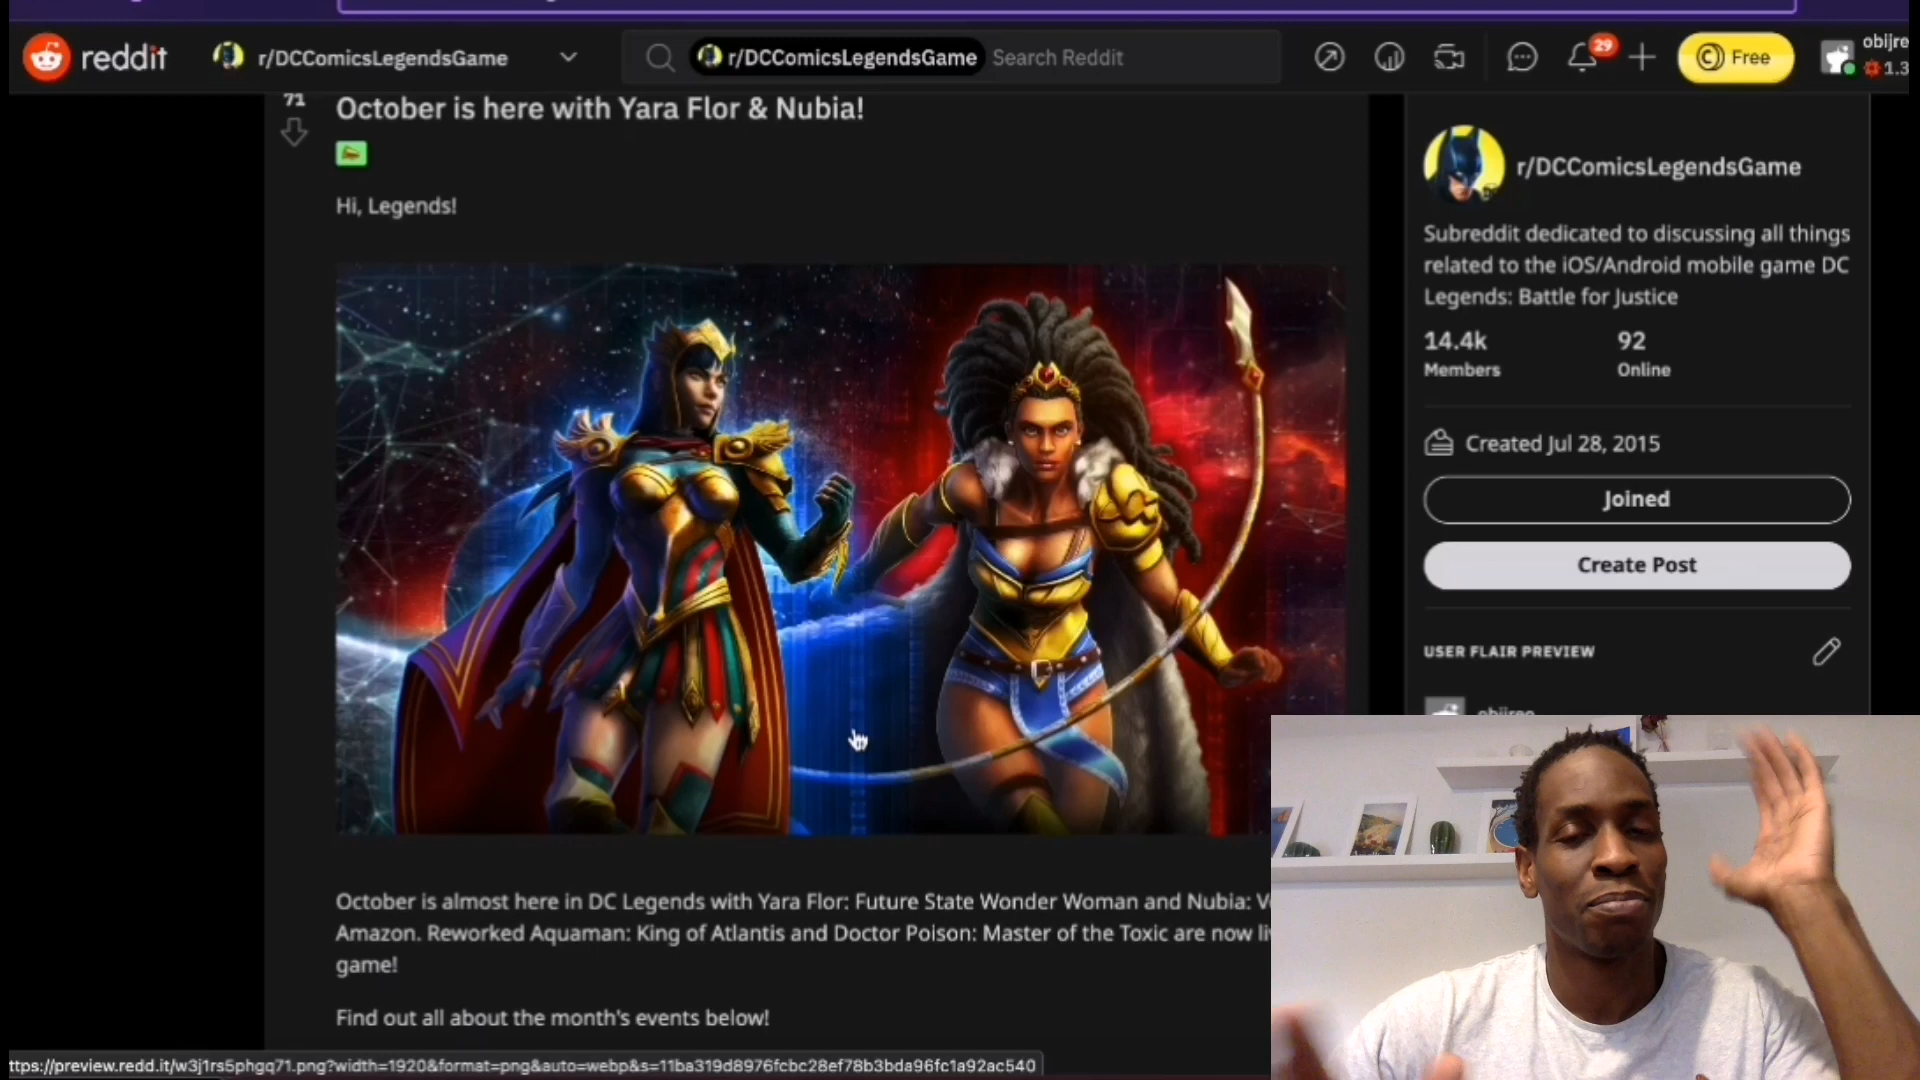 reddit
r/DCComicsLegendsGame
r/DCComicsLegendsGame Search Reddit
29
Free
1.3
71
October is here with Yara Flor & Nubia!
Hi, Legends!
October is almost here in DC Legends with Yara Flor: Future State Wonder Woman and Nubia:
Amazon. Reworked Aquaman: King of Atlantis and Doctor Poison: Master of the Toxic are now
game!
Find out all about the month's events below!
r/DCComicsLegendsGame
Subreddit dedicated to discussing all things
related to the iOS/Android mobile game DC
Legends: Battle for Justice
14.4k
92
Members
Online
Created Jul 28, 2015
Joined
Create Post
USER FLAIR PREVIEW
ttps://preview.redd.it/w3j1rs5phgq71.png?width=1920&format=png&auto=webp&s=11ba319d8976fcbc28ef78b3bda96fc1a92ac540